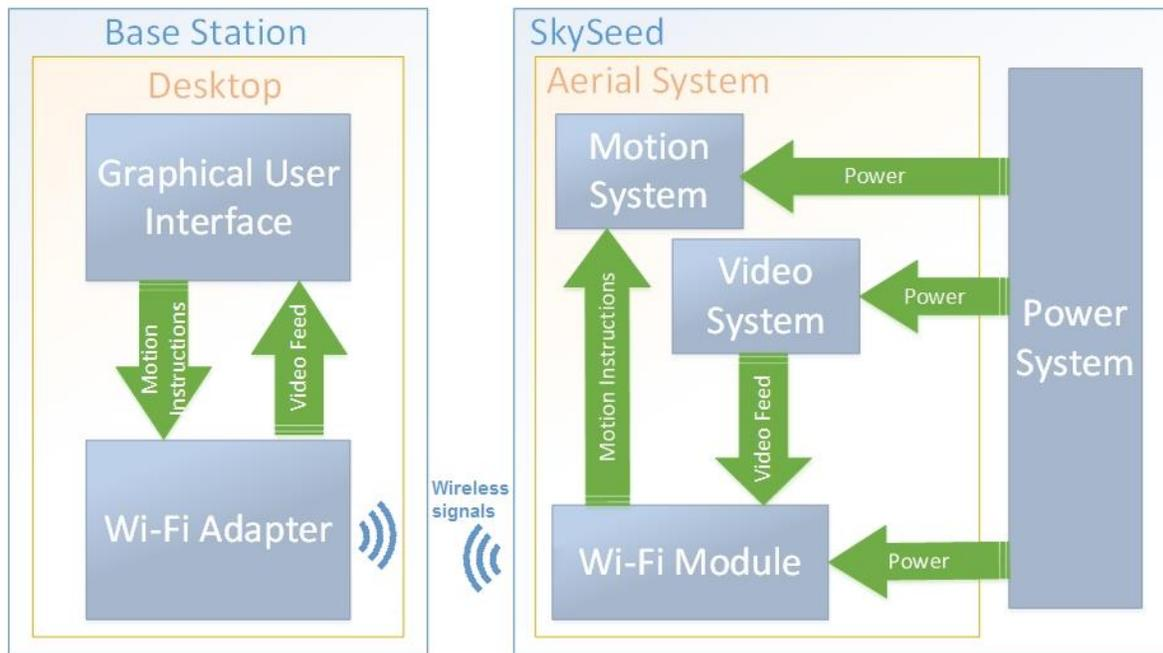 Base Station
Desktop
Graphical User
Interface
Motion
Instructions
Video Feed
Wi-Fi Adapter
Wireless
signals
SkySeed
Aerial System
Motion
System
Power
Video
System
Power
Motion Instructions
Video Feed
Wi-Fi Module
Power
Power
System